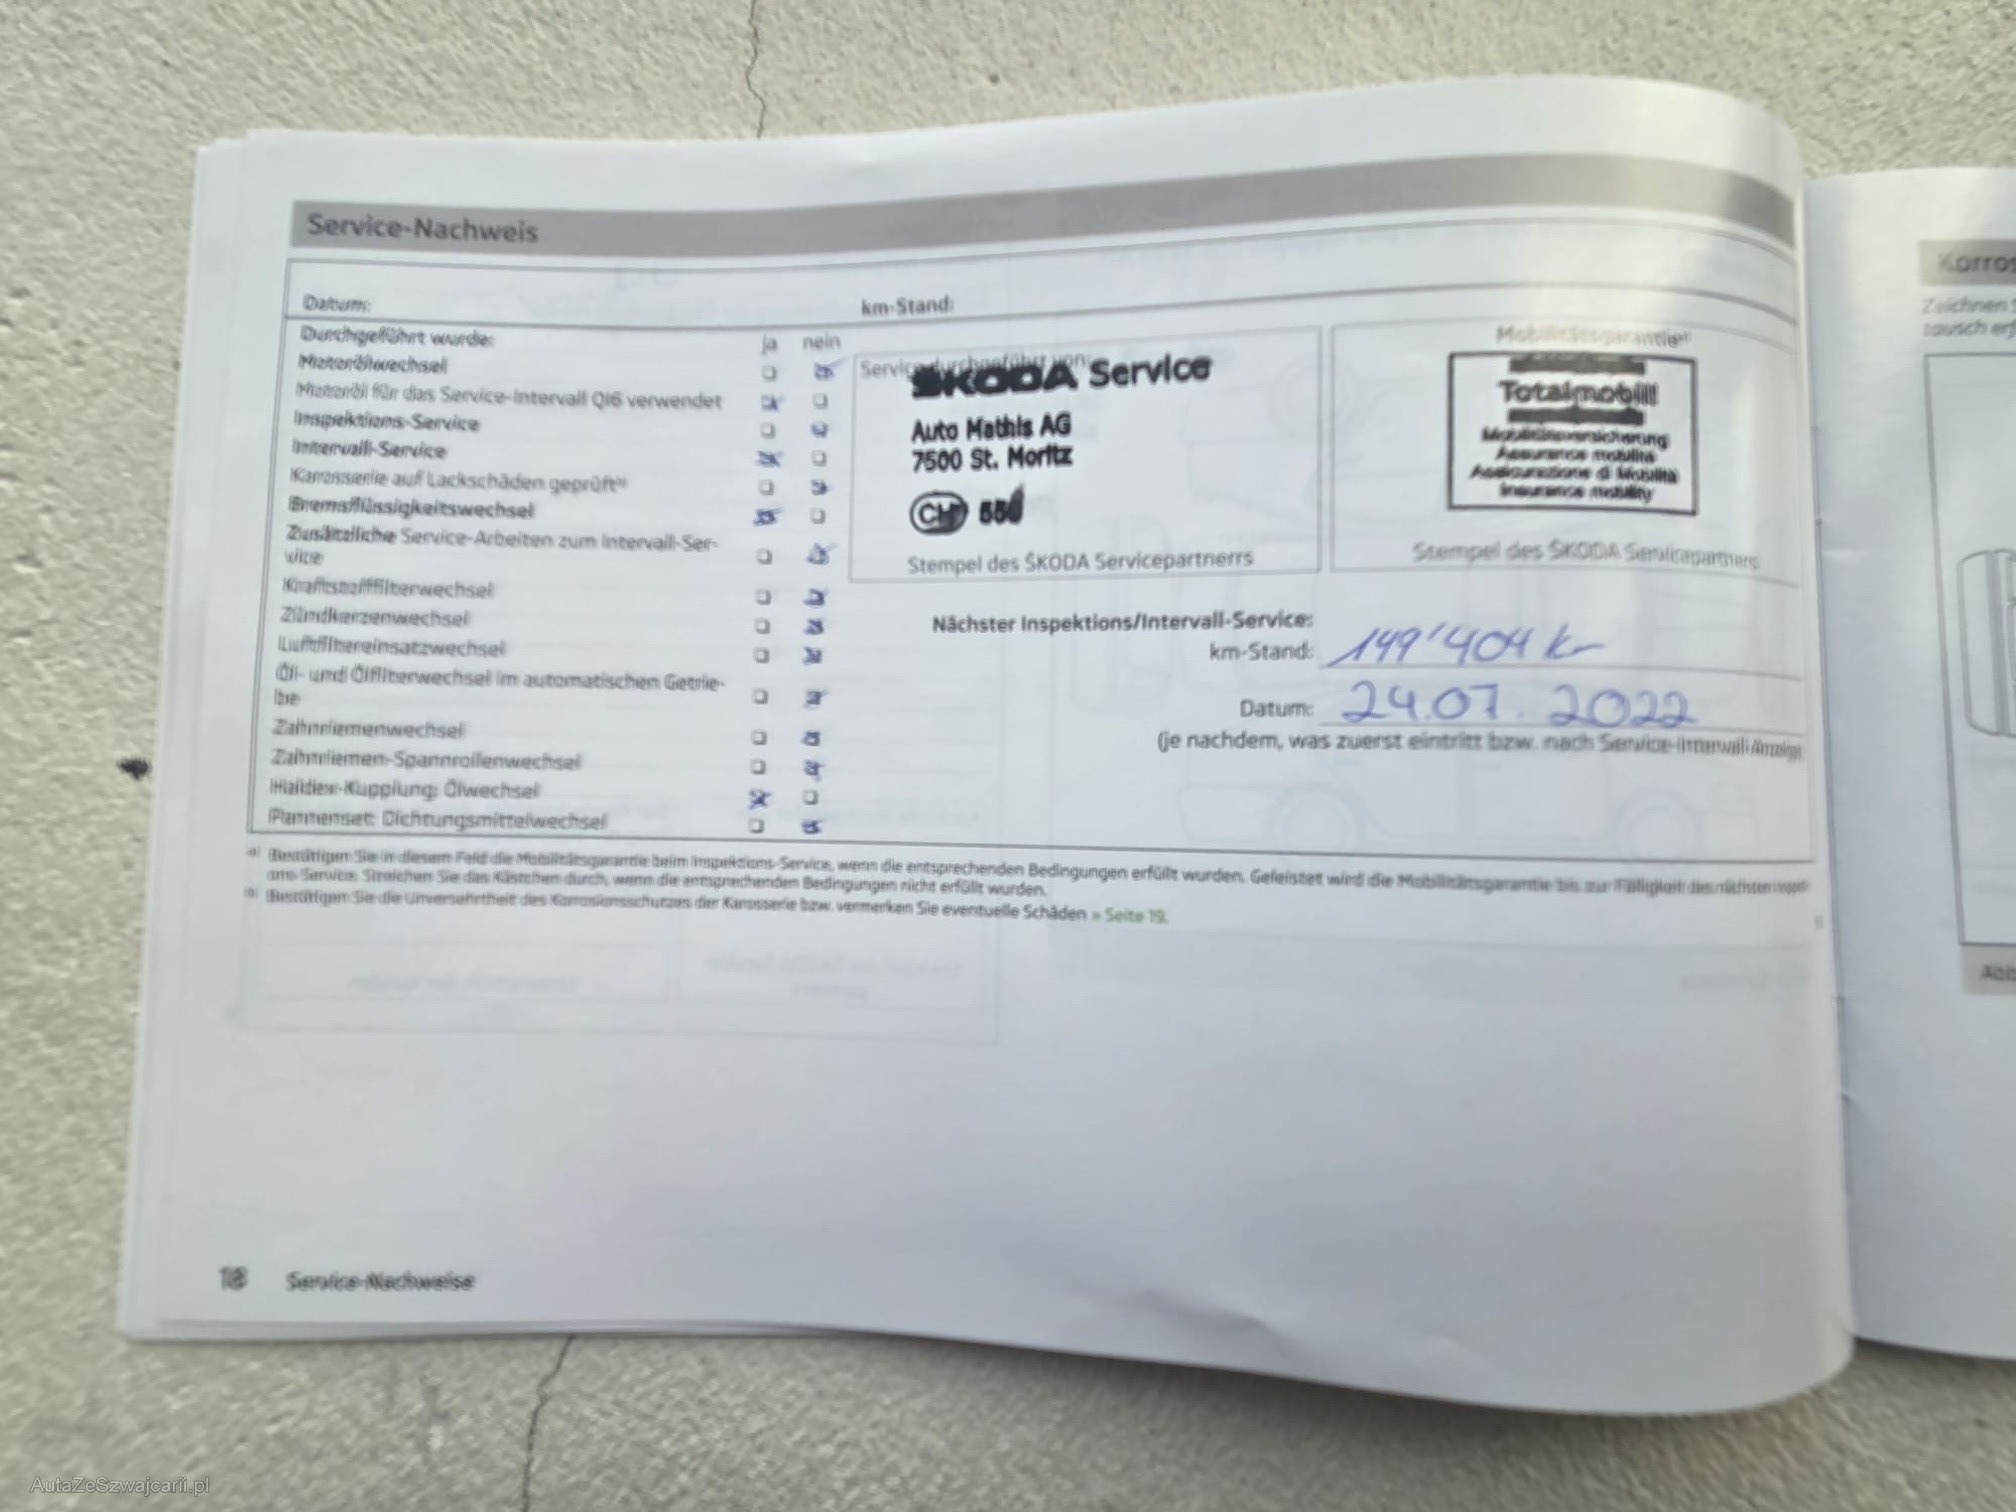 Service-Nachweis
Datum:
km-Stand:
Durchgeführt wurde:
ja nein
Motorölwechsel
Motoröl für das Service-Intervall QI6 verwendet
Inspektions-Service
Intervall-Service
Karosserie auf Lackschäden geprüft
Bremsflüssigkeitswechsel
Zusätzliche Service-Arbeiten zum Intervall-Ser-
vice
Kraftstofffilterwechsel
Zündkerzenwechsel
Luftfiltereinsatzwechsel
Öl- und Ölfilterwechsel im automatischen Getrie-
be
Zahnriemenwechsel
Zahnriemen-Spannrollenwechsel
Haldex-Kupplung: Ölwechsel
Pannenset: Dichtungsmittelwechsel
Service durchgeführt von:
ŠKODA Service
Auto Mathis AG
7500 St. Moritz
CH
Stempel des ŠKODA Servicepartners
Mobilitätsgarantie
Totalmobil!
Mobilitätsversicherung
Assurance mobilité
Assicurazione di Mobilità
Insurance mobility
Stempel des ŠKODA Servicepartners
Nächster Inspektions/Intervall-Service:
km-Stand: 149'404 k
Datum: 24.07.2022
(je nachdem, was zuerst eintritt bzw. nach Service-Intervall-Anzeige
a) Bestätigen Sie in diesem Feld die Mobilitätsgarantie beim Inspektions-Service, wenn die entsprechenden Bedingungen erfüllt wurden. Geleistet wird die Mobilitätsgarantie bis zur Fälligkeit des nächsten Inspekti-
ons-Service. Streichen Sie das Kästchen durch, wenn die entsprechenden Bedingungen nicht erfüllt wurden.
b) Bestätigen Sie die Unversehrtheit des Korrosionsschutzes der Karosserie bzw. vermerken Sie eventuelle Schäden » Seite 19.
18 Service-Nachweise
Korros
Zeichnen S
tausch er
Abb
AutaZeSzwajcarii.pl